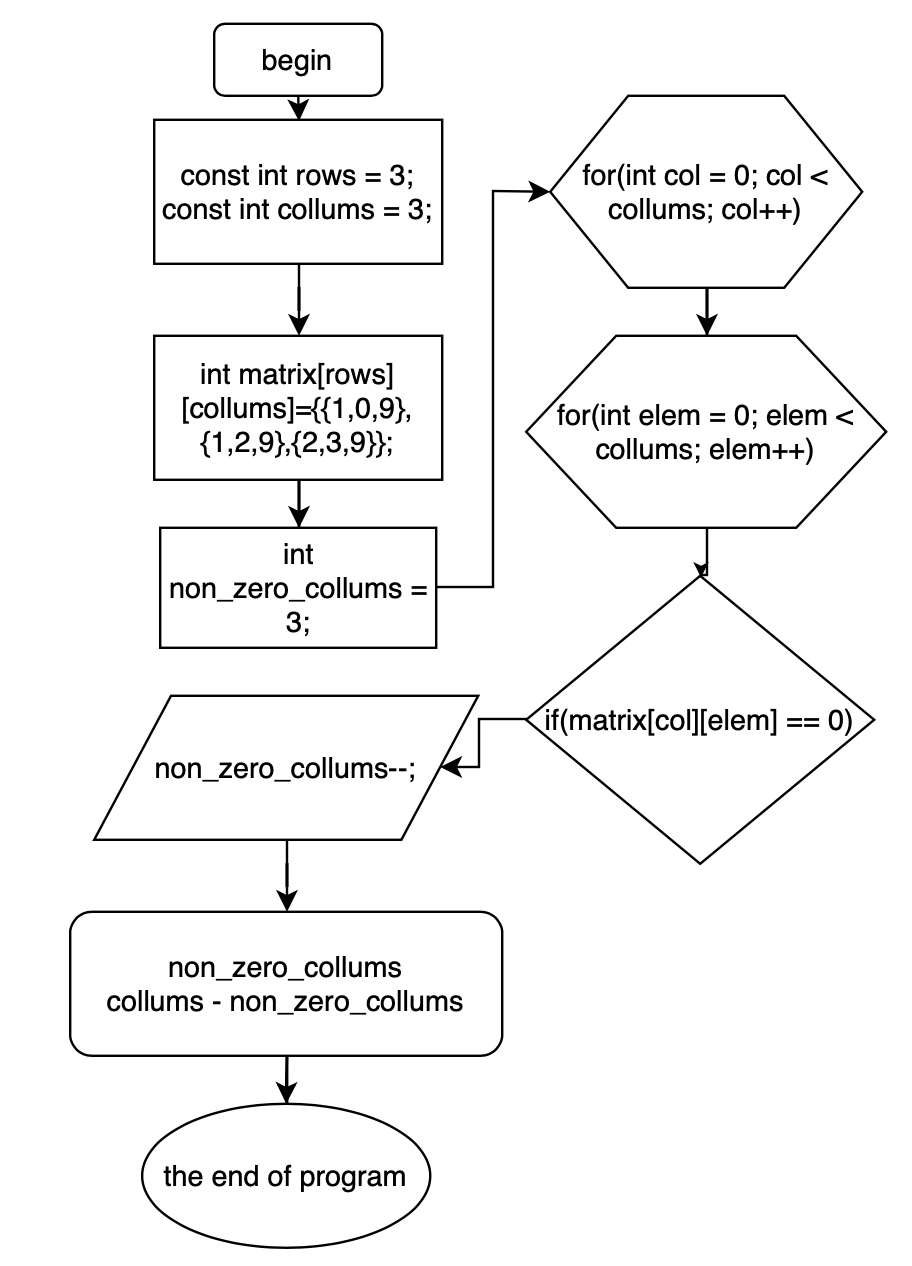 begin
const int rows = 3;
const int collums = 3;
int matrix[rows]
[collums]={{1,0,9},
{1,2,9},{2,3,9}};
int
non_zero_collums =
3;
for(int col = 0; col <
collums; col++)
for(int elem = 0; elem <
collums; elem++)
if(matrix[col][elem] == 0)
non_zero_collums--;
non_zero_collums
collums - non_zero_collums
the end of program